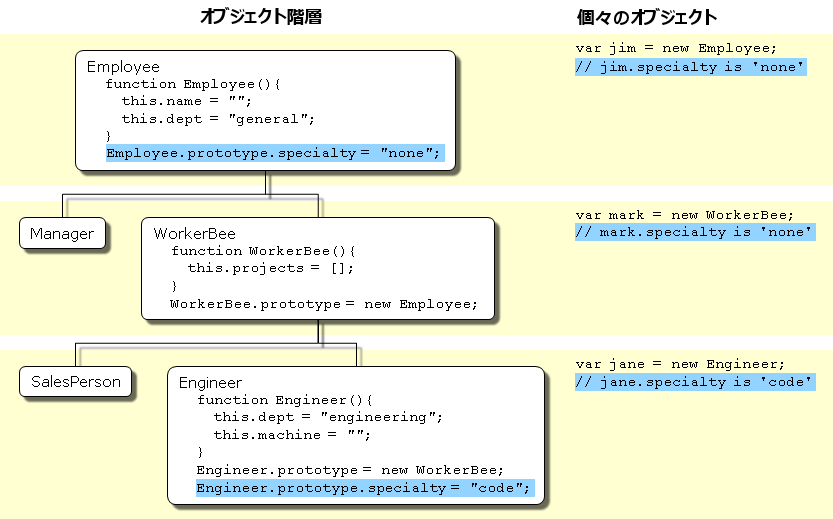 オブジェクト階層
個々のオブジェクト
Employee
function Employee(){
this.name = "";
this.dept = "general";
}
Employee.prototype.specialty = "none";
var jim = new Employee;
// jim.specialty is 'none'
Manager
WorkerBee
function WorkerBee(){
this.projects = [];
}
WorkerBee.prototype = new Employee;
var mark = new WorkerBee;
// mark.specialty is 'none'
SalesPerson
Engineer
function Engineer(){
this.dept = "engineering";
this.machine = "";
}
Engineer.prototype = new WorkerBee;
Engineer.prototype.specialty = "code";
var jane = new Engineer;
// jane.specialty is 'code'